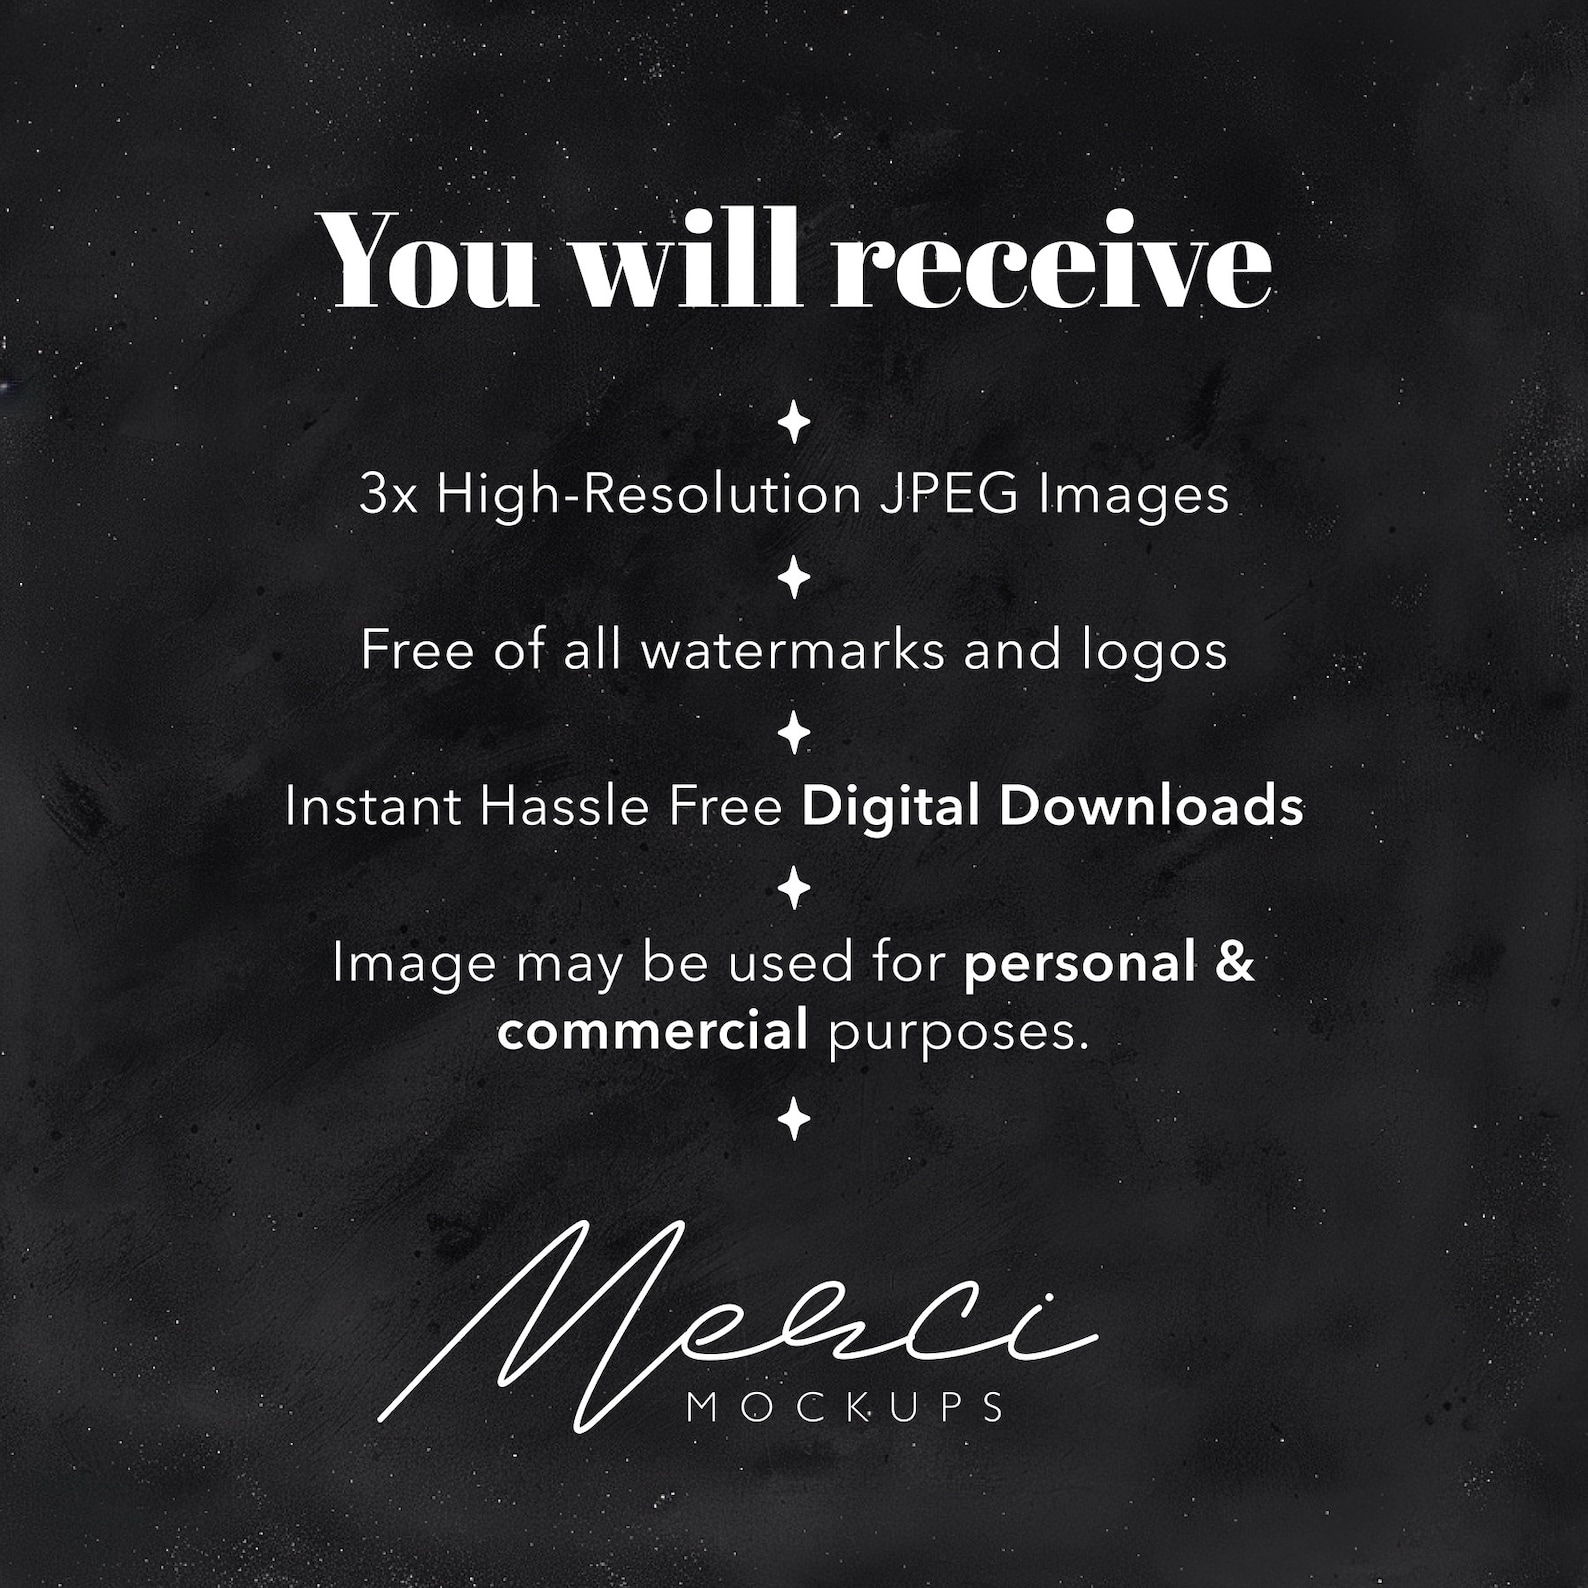 You will receive
3x High-Resolution JPEG Images
Free of all watermarks and logos
Instant Hassle Free Digital Downloads
Image may be used for personal &
commercial purposes.
Merci
MOCKUPS